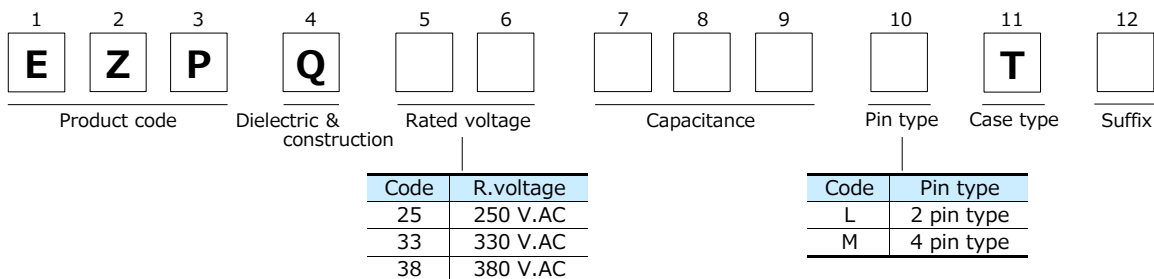 1 2 3 4 5 6 7 8 9 10 11 12
E Z P Q T
Product code Dielectric & construction Rated voltage Capacitance Pin type Case type Suffix
Code R.voltage
25 250 V.AC
33 330 V.AC
38 380 V.AC
Code Pin type
L 2 pin type
M 4 pin type